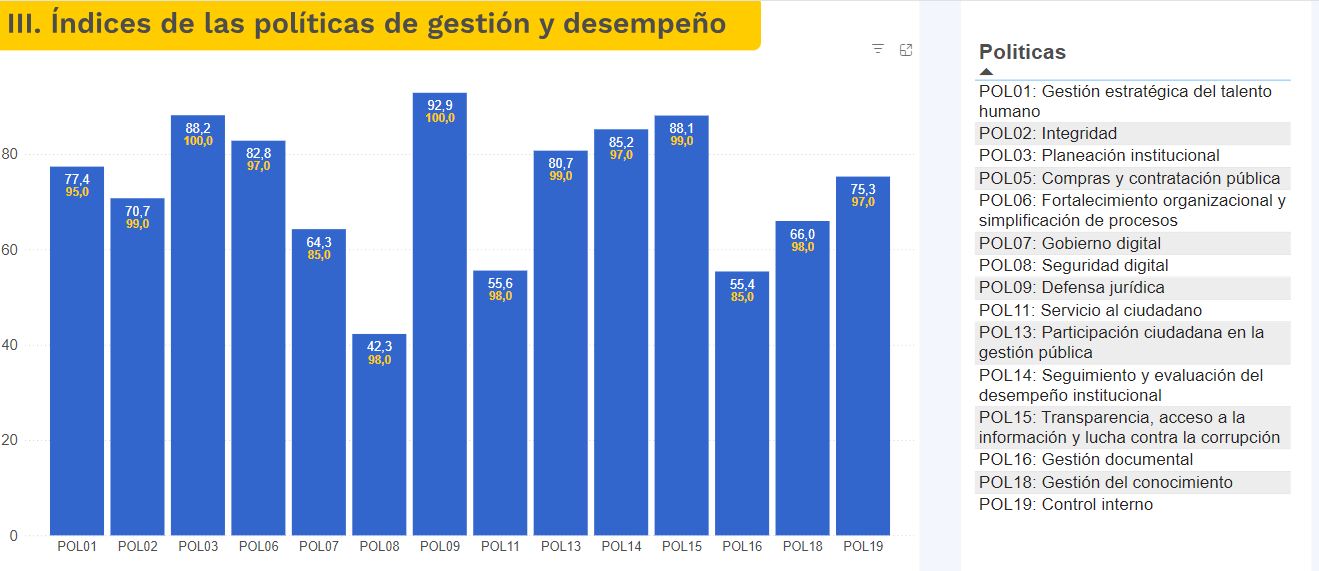 III. Índices de las políticas de gestión y desempeño
80
60
40
20
0
77,4
95,0
70,7
99,0
88,2
100,0
82,8
97,0
64,3
85,0
42,3
98,0
92,9
100,0
55,6
98,0
80,7
99,0
85,2
97,0
88,1
99,0
55,4
85,0
66,0
98,0
75,3
97,0
POL01 POL02 POL03 POL06 POL07 POL08 POL09 POL11 POL13 POL14 POL15 POL16 POL18 POL19
Politicas
POL01: Gestión estratégica del talento
humano
POL02: Integridad
POL03: Planeación institucional
POL05: Compras y contratación pública
POL06: Fortalecimiento organizacional y
simplificación de procesos
POL07: Gobierno digital
POL08: Seguridad digital
POL09: Defensa jurídica
POL11: Servicio al ciudadano
POL13: Participación ciudadana en la
gestión pública
POL14: Seguimiento y evaluación del
desempeño institucional
POL15: Transparencia, acceso a la
información y lucha contra la corrupción
POL16: Gestión documental
POL18: Gestión del conocimiento
POL19: Control interno